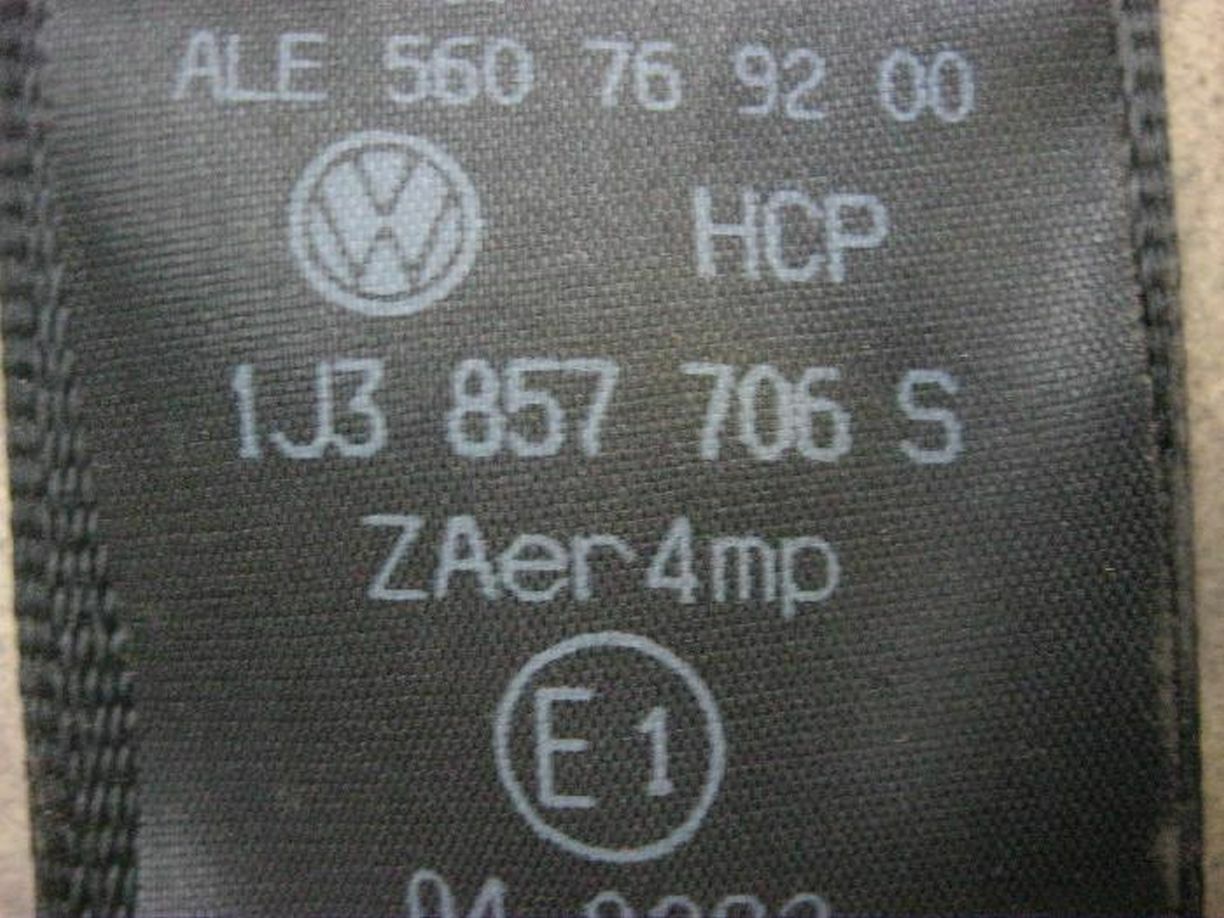 ALE 560 76 92 00
HCP
1J3 857 706 S
ZAer4mp
E1